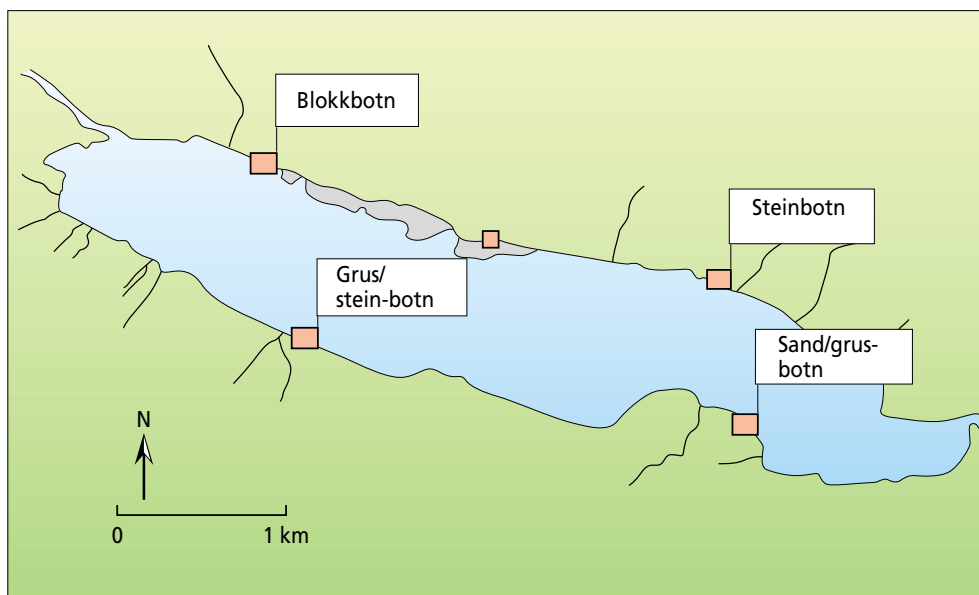 Blokkbotn
Steinbotn
Grus/
stein-botn
Sand/grus-
botn
N
0 1 km